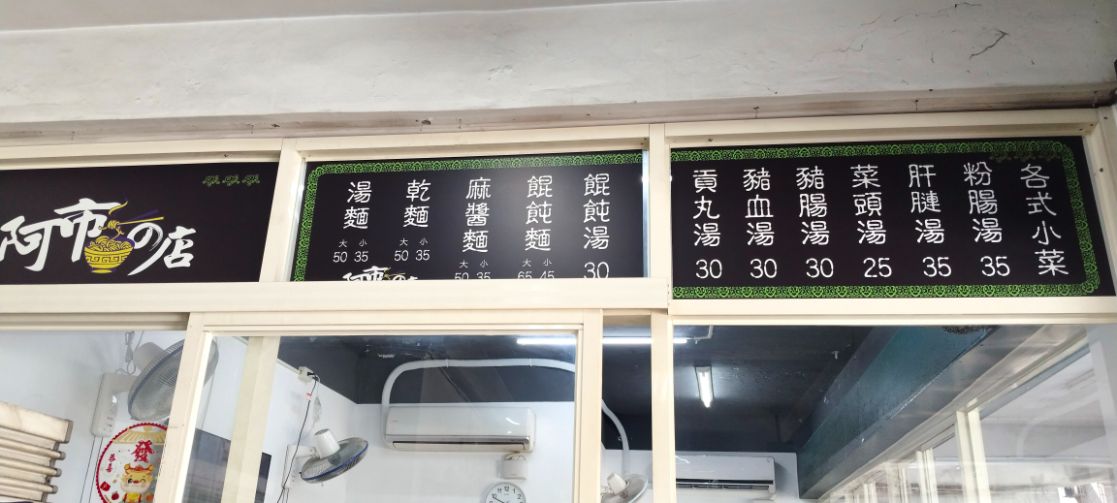 阿市の店
湯麵
大 小
50 35
乾麵
大 小
50 35
麻醬麵
大 小
50 35
餛飩麵
大 小
65 45
餛飩湯
30
貢丸湯
30
豬血湯
30
豬腸湯
30
菜頭湯
25
肝腱湯
35
粉腸湯
35
各式小菜
阿市
發